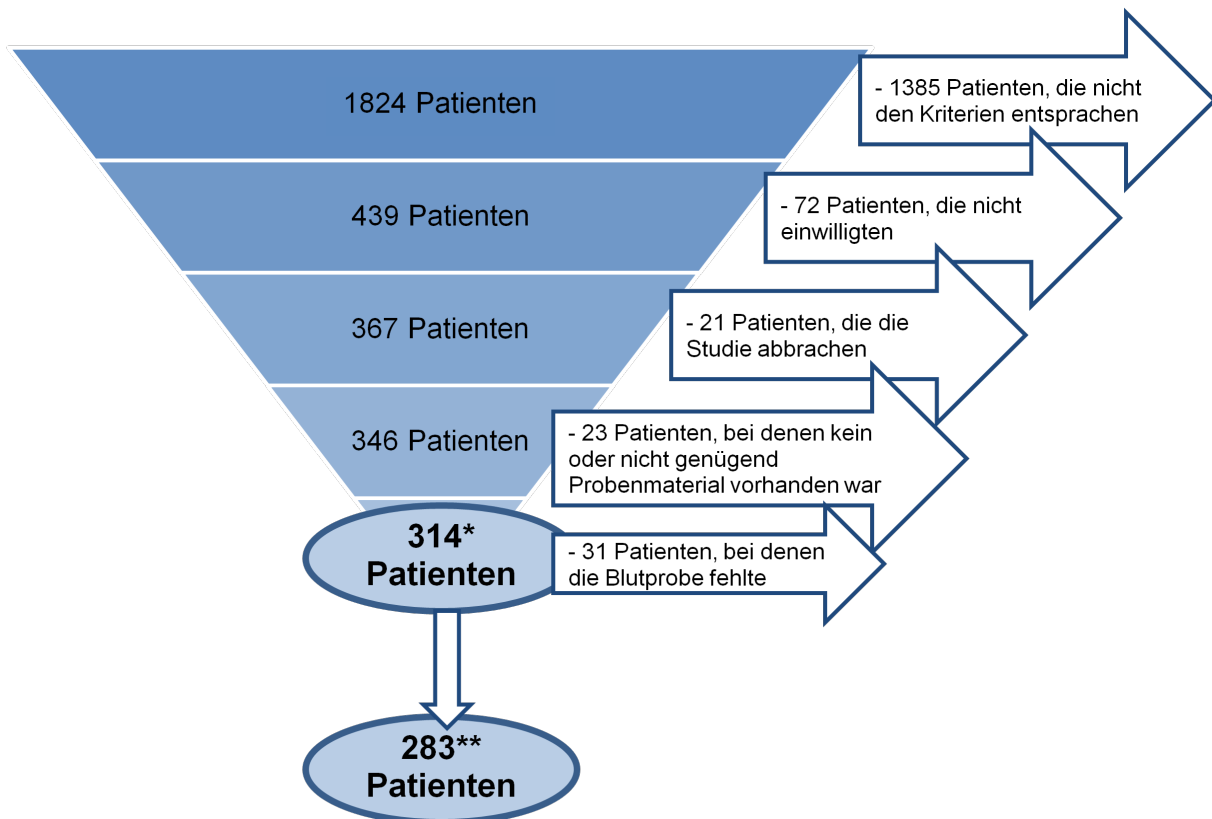 1824 Patienten
- 1385 Patienten, die nicht
den Kriterien entsprachen
439 Patienten
- 72 Patienten, die nicht
einwilligten
367 Patienten
- 21 Patienten, die die
Studie abbrachen
346 Patienten
- 23 Patienten, bei denen kein
oder nicht genügend
Probenmaterial vorhanden war
314*
Patienten
- 31 Patienten, bei denen
die Blutprobe fehlte
283**
Patienten